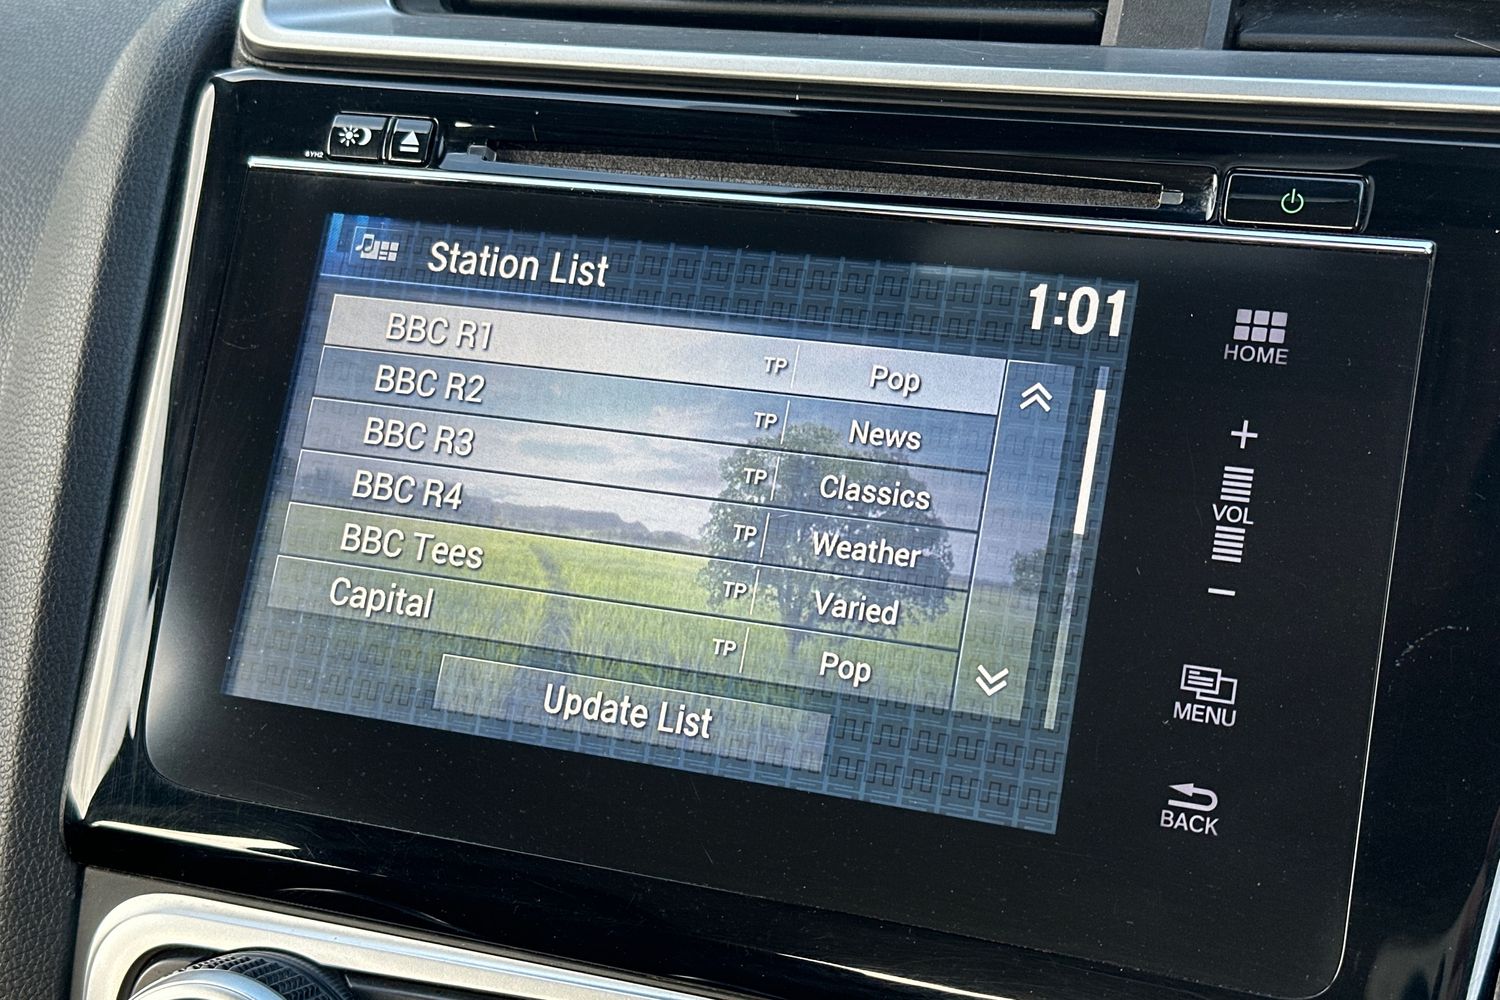 Station List
1:01
BBC R1 TP Pop
BBC R2 TP News
BBC R3 TP Classics
BBC R4 TP Weather
BBC Tees TP Varied
Capital TP Pop
Update List
HOME
+
VOL
−
MENU
BACK